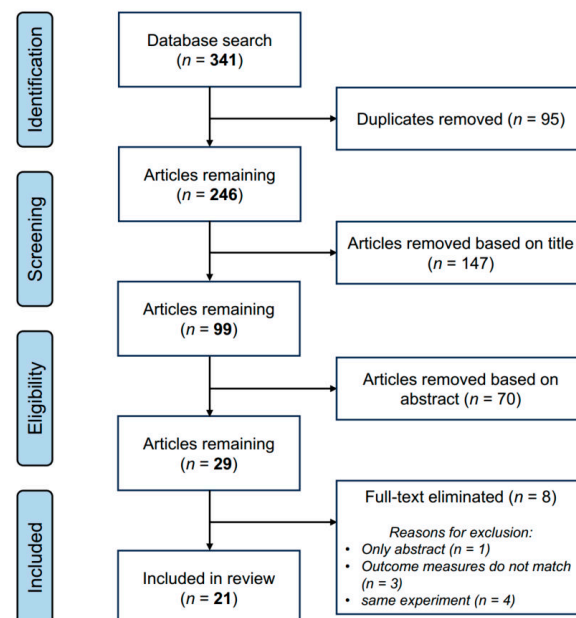 Identification
Database search
(n = 341)
Duplicates removed (n = 95)
Articles remaining
(n = 246)
Screening
Articles removed based on title
(n = 147)
Articles remaining
(n = 99)
Eligibility
Articles removed based on
abstract (n = 70)
Articles remaining
(n = 29)
Included
Full-text eliminated (n = 8)
Reasons for exclusion:
• Only abstract (n = 1)
• Outcome measures do not match
(n = 3)
• same experiment (n = 4)
Included in review
(n = 21)